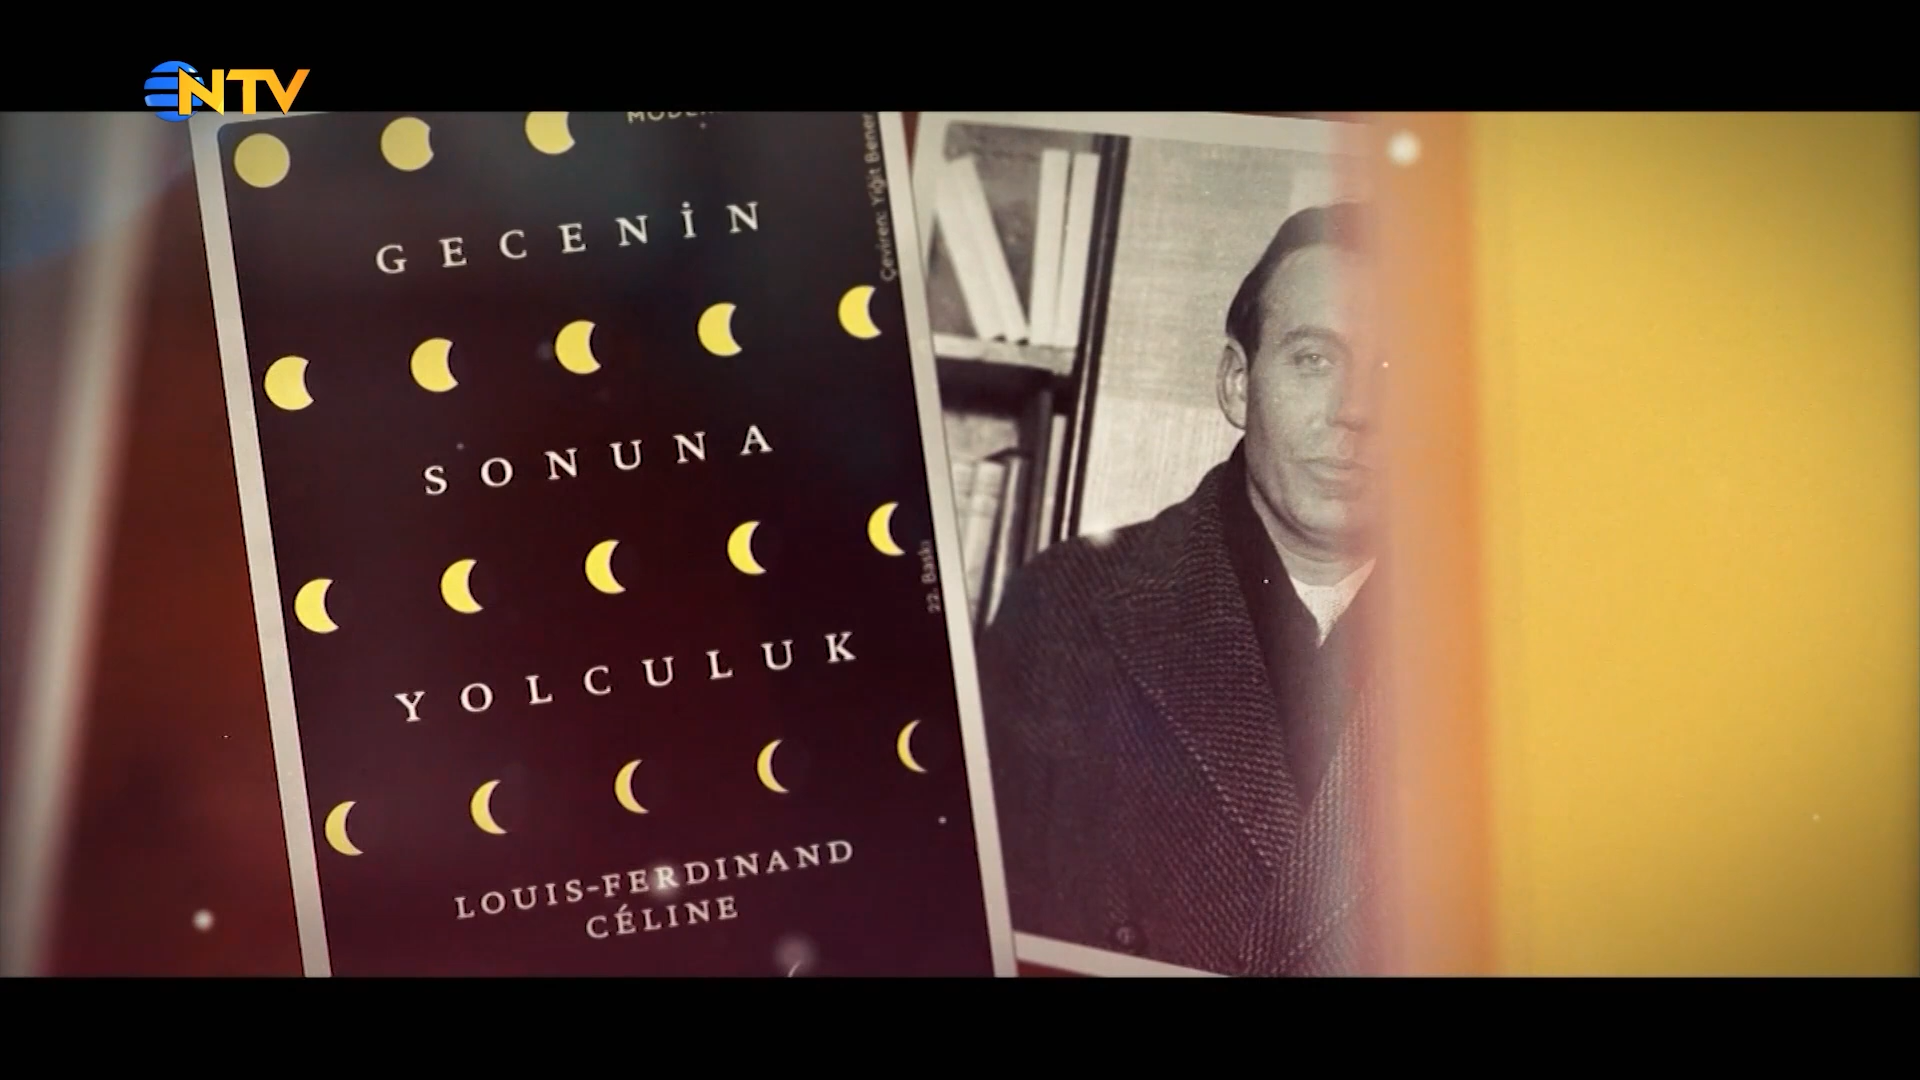 NTV
GECENİN
SONUNA
YOLCULUK
LOUIS-FERDINAND
CÉLINE
Çeviren: Yiğit Bener
22. Baskı